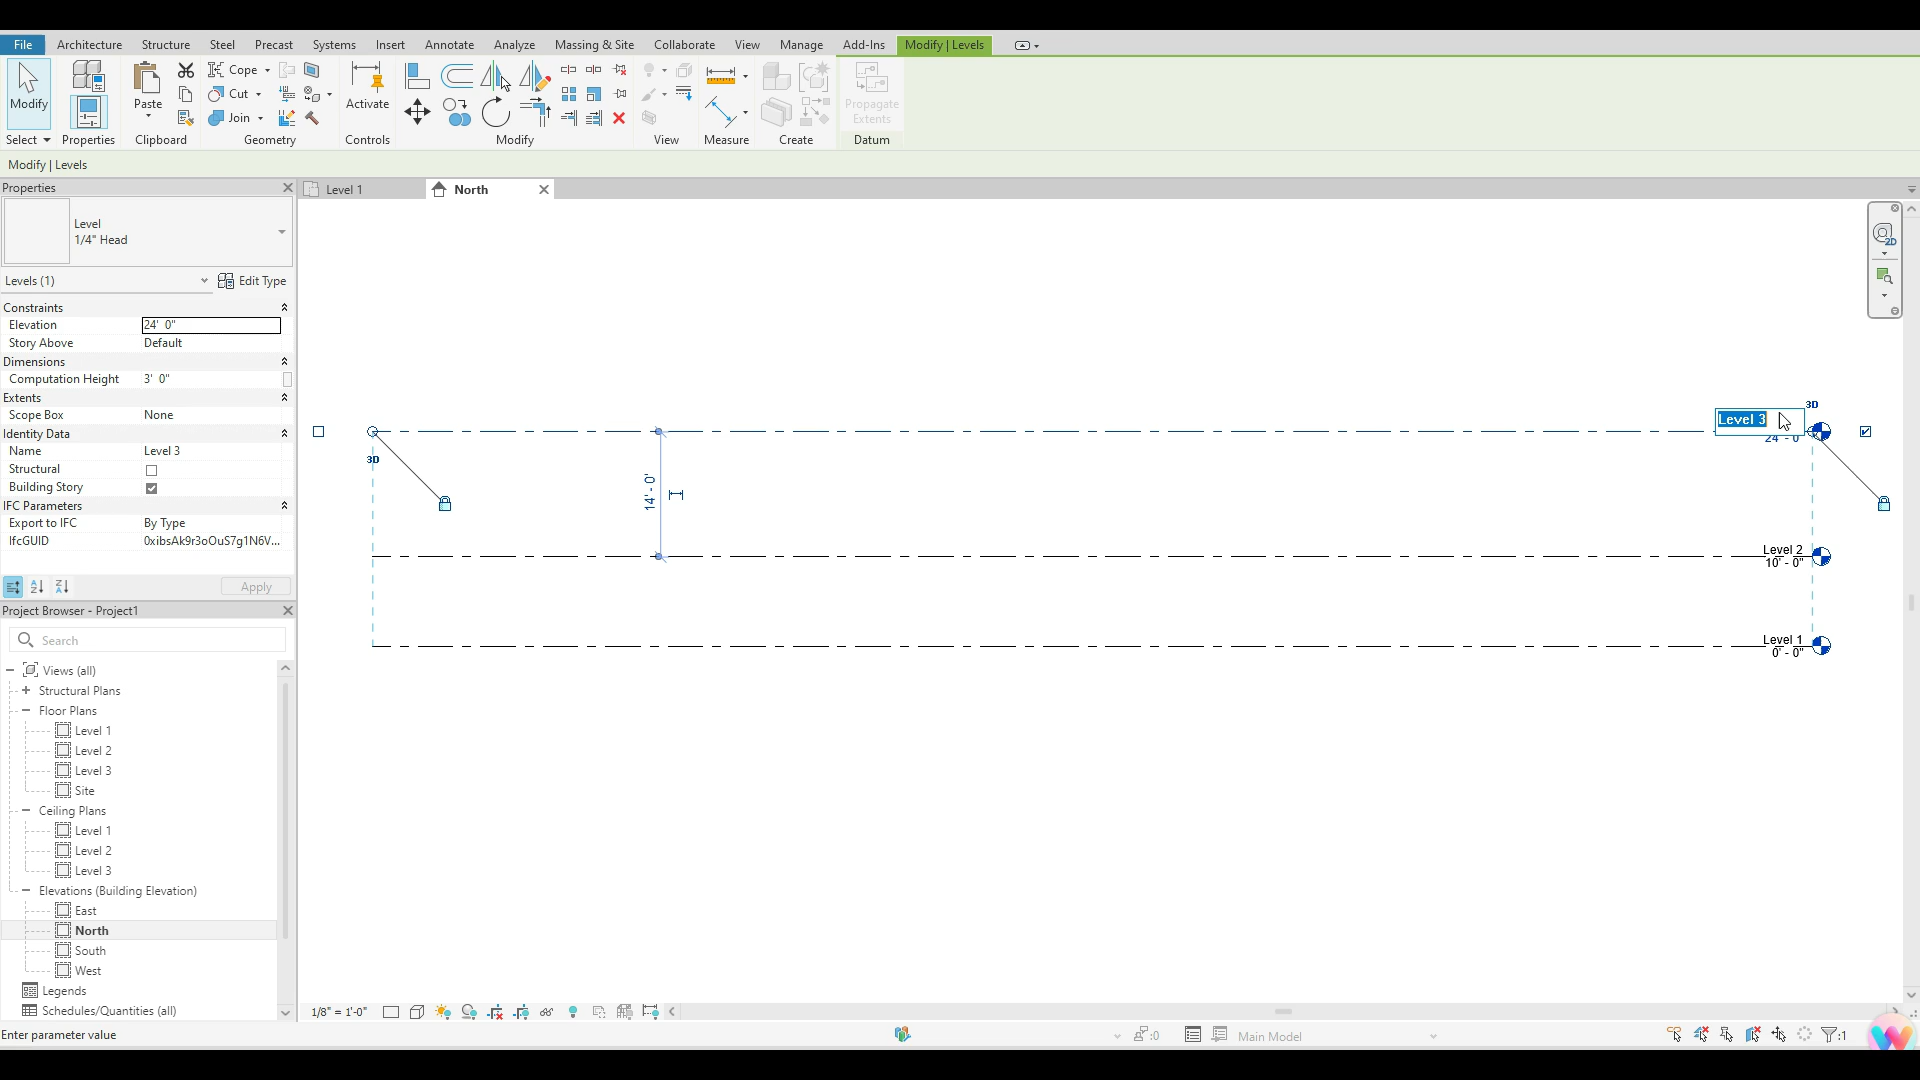 File Architecture Structure Steel Precast Systems Insert Annotate Analyze Massing & Site Collaborate View Manage Add-Ins Modify | Levels
Modify Paste Cope Cut Join Activate Propagate Extents
Select Properties Clipboard Geometry Controls Modify View Measure Create Datum
Modify | Levels
Properties
Level 1 North
Level
1/4" Head
Levels (1) Edit Type
Constraints
Elevation 24' 0"
Story Above Default
Dimensions
Computation Height 3' 0"
Extents
Scope Box None
Identity Data
Name Level 3
Structural
Building Story
IFC Parameters
Export to IFC By Type
IfcGUID 0xibsAk9r3oOuS7g1N6V...
Apply
Project Browser - Project1
Search
Views (all)
Structural Plans
Floor Plans
Level 1
Level 2
Level 3
Site
Ceiling Plans
Level 1
Level 2
Level 3
Elevations (Building Elevation)
East
North
South
West
Legends
Schedules/Quantities (all)
2D
3D
Level 3
24' - 0"
3D
14' - 0"
Level 2
10' - 0"
Level 1
0' - 0"
1/8" = 1'-0"
Enter parameter value
:0
Main Model
:1